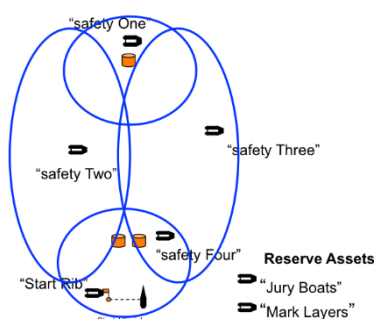 “safety One”
“safety Three”
“safety Two”
“safety Four”
Reserve Assets
“Start Rib”
“Jury Boats”
“Mark Layers”